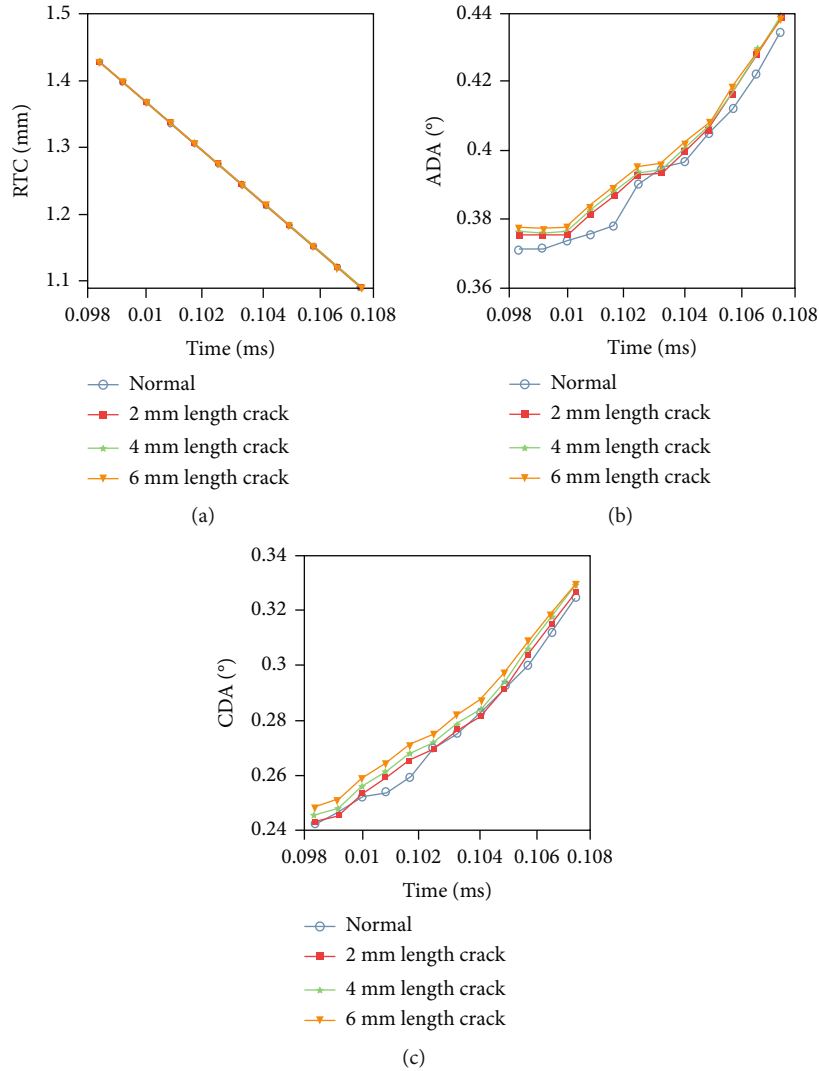 1.5
1.4
1.3
1.2
1.1
RTC (mm)
0.098 0.01 0.102 0.104 0.106 0.108
Time (ms)
Normal
2 mm length crack
4 mm length crack
6 mm length crack
(a)
0.44
0.42
0.4
0.38
0.36
ADA (°)
0.098 0.01 0.102 0.104 0.106 0.108
Time (ms)
Normal
2 mm length crack
4 mm length crack
6 mm length crack
(b)
0.34
0.32
0.3
0.28
0.26
0.24
CDA (°)
0.098 0.01 0.102 0.104 0.106 0.108
Time (ms)
Normal
2 mm length crack
4 mm length crack
6 mm length crack
(c)